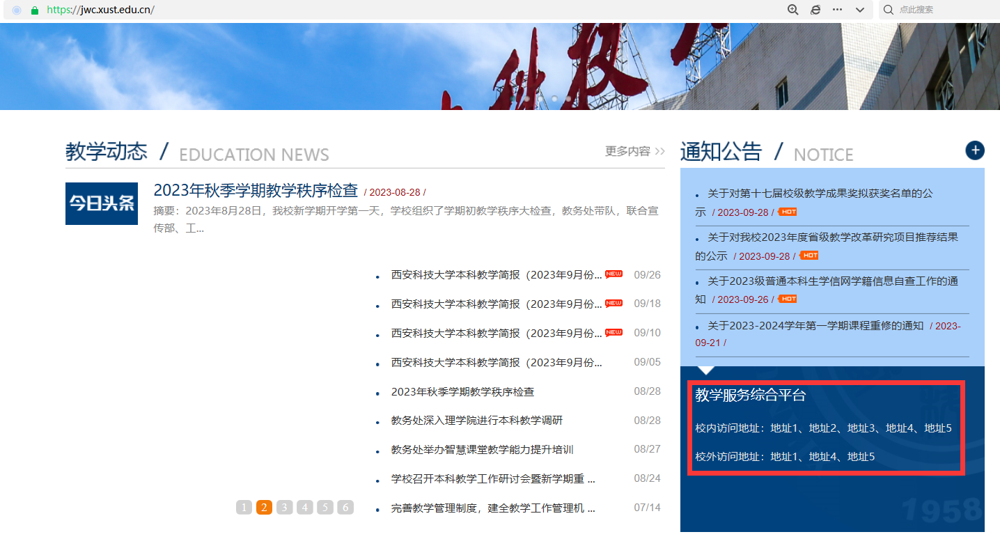 https://jwc.xust.edu.cn/
点此搜索
科技
教学动态 / EDUCATION NEWS
更多内容 >>
今日头条
2023年秋季学期教学秩序检查 / 2023-08-28 /
摘要：2023年8月28日，我校新学期开学第一天，学校组织了学期初教学秩序大检查，教务处带队，联合宣
传部、工...
西安科技大学本科教学简报（2023年9月份... NEW 09/26
西安科技大学本科教学简报（2023年9月份... NEW 09/18
西安科技大学本科教学简报（2023年9月份... NEW 09/10
西安科技大学本科教学简报（2023年9月份... 09/05
2023年秋季学期教学秩序检查 08/28
教务处深入理学院进行本科教学调研 08/28
教务处举办智慧课堂教学能力提升培训 08/27
学校召开本科教学工作研讨会暨新学期重 ... 08/24
完善教学管理制度，建全教学工作管理机 ... 07/14
1 2 3 4 5 6
通知公告 / NOTICE
关于对第十七届校级教学成果奖拟获奖名单的公
示 / 2023-09-28 / HOT
关于对我校2023年度省级教学改革研究项目推荐结果
的公示 / 2023-09-28 / HOT
关于2023级普通本科生学信网学籍信息自查工作的通
知 / 2023-09-26 / HOT
关于2023-2024学年第一学期课程重修的通知 / 2023-
09-21 /
教学服务综合平台
校内访问地址：地址1、地址2、地址3、地址4、地址5
校外访问地址：地址1、地址4、地址5
1958